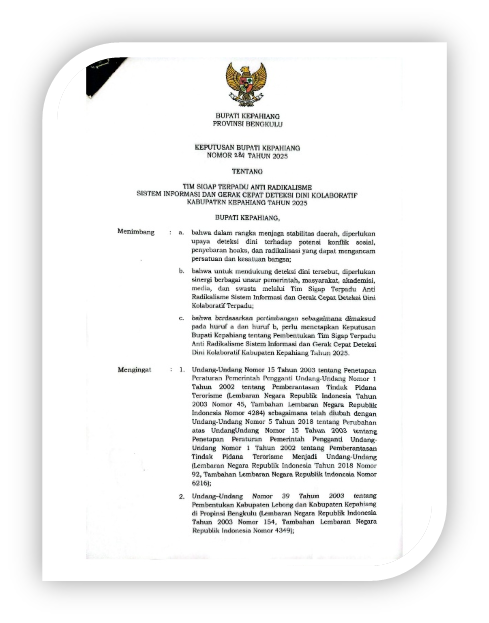 BUPATI KEPAHIANG
PROVINSI BENGKULU
KEPUTUSAN BUPATI KEPAHIANG
NOMOR 281 TAHUN 2025
TENTANG
TIM SIGAP TERPADU ANTI RADIKALISME
SISTEM INFORMASI DAN GERAK CEPAT DETEKSI DINI KOLABORATIF
KABUPATEN KEPAHIANG TAHUN 2025
BUPATI KEPAHIANG,
Menimbang : a. bahwa dalam rangka menjaga stabilitas daerah, diperlukan
upaya deteksi dini terhadap potensi konflik sosial,
penyebaran hoaks, dan radikalisasi yang dapat mengancam
persatuan dan kesatuan bangsa;
b. bahwa untuk mendukung deteksi dini tersebut, diperlukan
sinergi berbagai unsur pemerintah, masyarakat, akademisi,
media, dan swasta melalui Tim Sigap Terpadu Anti
Radikalisme Sistem Informasi dan Gerak Cepat Deteksi Dini
Kolaboratif Terpadu;
c. bahwa berdasarkan pertimbangan sebagaimana dimaksud
pada huruf a dan huruf b, perlu menetapkan Keputusan
Bupati Kepahiang tentang Pembentukan Tim Sigap Terpadu
Anti Radikalisme Sistem Informasi dan Gerak Cepat Deteksi
Dini Kolaboratif Kabupaten Kepahiang Tahun 2025.
Mengingat : 1. Undang-Undang Nomor 15 Tahun 2003 tentang Penetapan
Peraturan Pemerintah Pengganti Undang-Undang Nomor 1
Tahun 2002 tentang Pemberantasan Tindak Pidana
Terorisme (Lembaran Negara Republik Indonesia Tahun
2003 Nomor 45, Tambahan Lembaran Negara Republik
Indonesia Nomor 4284) sebagaimana telah diubah dengan
Undang-Undang Nomor 5 Tahun 2018 tentang Perubahan
atas UndangUndang Nomor 15 Tahun 2003 tentang
Penetapan Peraturan Pemerintah Pengganti Undang-
Undang Nomor 1 Tahun 2002 tentang Pemberantasan
Tindak Pidana Terorisme Menjadi Undang-Undang
(Lembaran Negara Republik Indonesia Tahun 2018 Nomor
92, Tambahan Lembaran Negara Republik Indonesia Nomor
6216);
2. Undang-Undang Nomor 39 Tahun 2003 tentang
Pembentukan Kabupaten Lebong dan Kabupaten Kepahiang
di Propinsi Bengkulu (Lembaran Negara Republik Indonesia
Tahun 2003 Nomor 154, Tambahan Lembaran Negara
Republik Indonesia Nomor 4349);